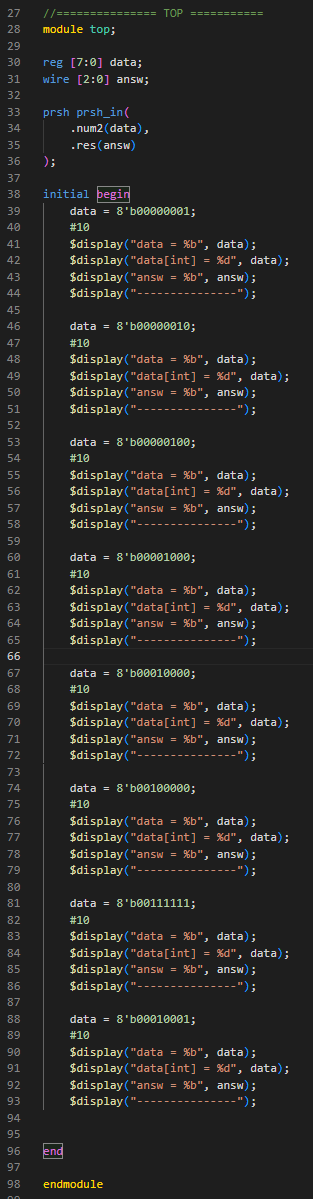 27 //=============== TOP ===========
28 module top;
29
30 reg [7:0] data;
31 wire [2:0] answ;
32
33 prsh prsh_in(
34     .num2(data),
35     .res(answ)
36 );
37
38 initial begin
39     data = 8'b00000001;
40     #10
41     $display("data = %b", data);
42     $display("data[int] = %d", data);
43     $display("answ = %b", answ);
44     $display("---------------");
45
46     data = 8'b00000010;
47     #10
48     $display("data = %b", data);
49     $display("data[int] = %d", data);
50     $display("answ = %b", answ);
51     $display("---------------");
52
53     data = 8'b00000100;
54     #10
55     $display("data = %b", data);
56     $display("data[int] = %d", data);
57     $display("answ = %b", answ);
58     $display("---------------");
59
60     data = 8'b00001000;
61     #10
62     $display("data = %b", data);
63     $display("data[int] = %d", data);
64     $display("answ = %b", answ);
65     $display("---------------");
66
67     data = 8'b00010000;
68     #10
69     $display("data = %b", data);
70     $display("data[int] = %d", data);
71     $display("answ = %b", answ);
72     $display("---------------");
73
74     data = 8'b00100000;
75     #10
76     $display("data = %b", data);
77     $display("data[int] = %d", data);
78     $display("answ = %b", answ);
79     $display("---------------");
80
81     data = 8'b00111111;
82     #10
83     $display("data = %b", data);
84     $display("data[int] = %d", data);
85     $display("answ = %b", answ);
86     $display("---------------");
87
88     data = 8'b00010001;
89     #10
90     $display("data = %b", data);
91     $display("data[int] = %d", data);
92     $display("answ = %b", answ);
93     $display("---------------");
94
95
96 end
97
98 endmodule